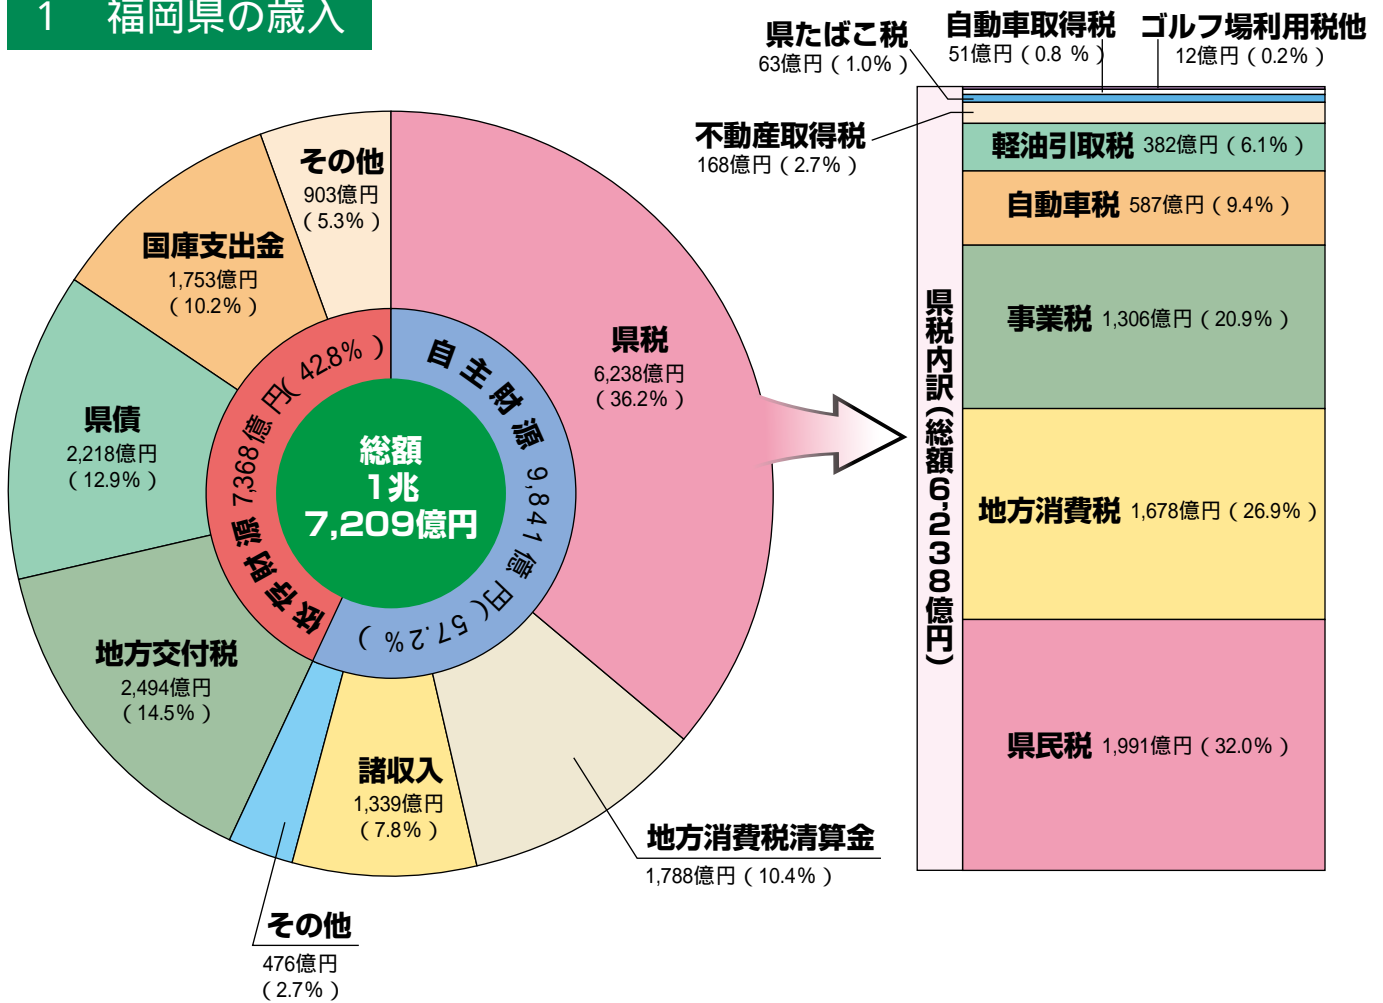 1 福岡県の歳入
県税
6,238億円
(36.2%)
地方消費税清算金
1,788億円(10.4%)
諸収入
1,339億円
(7.8%)
その他
476億円
(2.7%)
地方交付税
2,494億円
(14.5%)
県債
2,218億円
(12.9%)
国庫支出金
1,753億円
(10.2%)
その他
903億円
(5.3%)
自主財源 9,841億円(57.2%)
依存財源 7,368億円(42.8%)
総額
1兆
7,209億円
県税内訳(総額6,238億円)
ゴルフ場利用税他
12億円(0.2%)
自動車取得税
51億円(0.8 %)
県たばこ税
63億円(1.0%)
不動産取得税
168億円(2.7%)
軽油引取税 382億円(6.1%)
自動車税 587億円(9.4%)
事業税 1,306億円(20.9%)
地方消費税 1,678億円(26.9%)
県民税 1,991億円(32.0%)